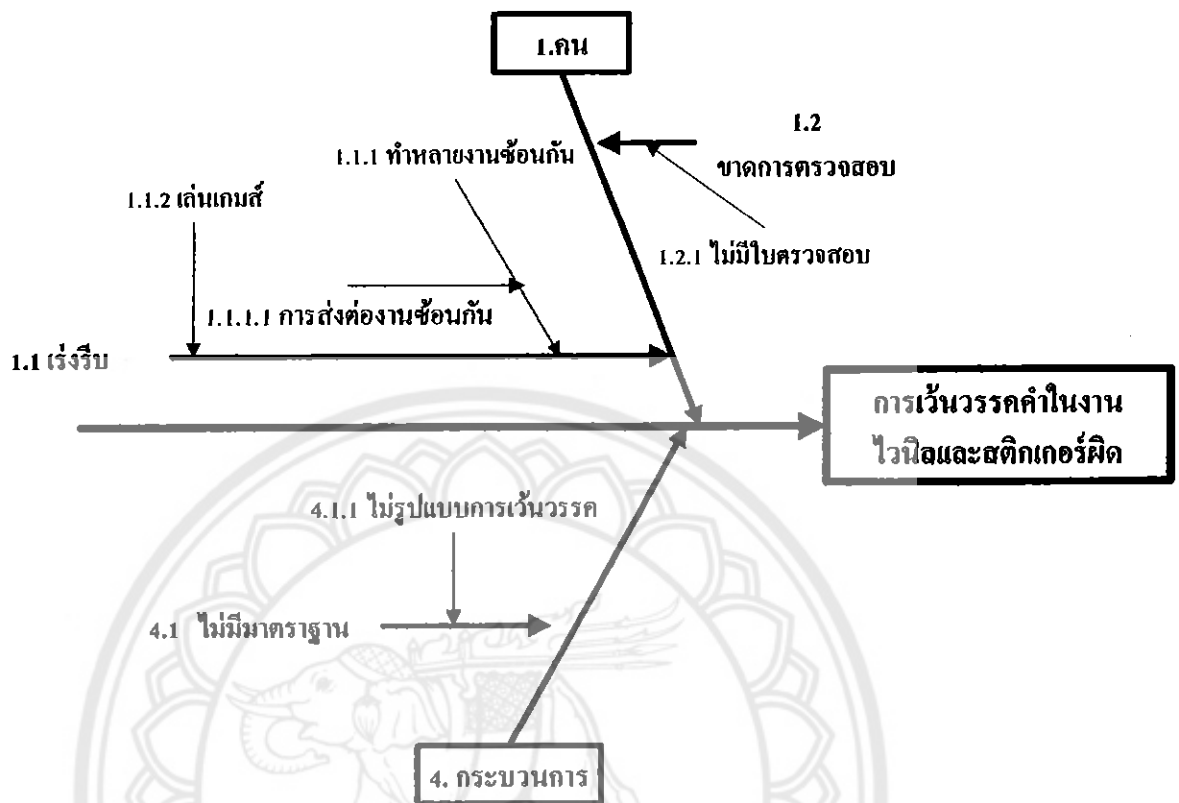 1.คน
1.2
ขาดการตรวจสอบ
1.1.1 ทำหลายงานซ้อนกัน
1.1.2 เล่นเกมส์
1.2.1 ไม่มีใบตรวจสอบ
1.1.1.1 การส่งต่องานซ้อนกัน
1.1 เร่งรีบ
การเว้นวรรคคำในงาน
ไวนิลและสติกเกอร์ผิด
4.1.1 ไม่รูปแบบการเว้นวรรค
4.1 ไม่มีมาตราฐาน
4. กระบวนการ